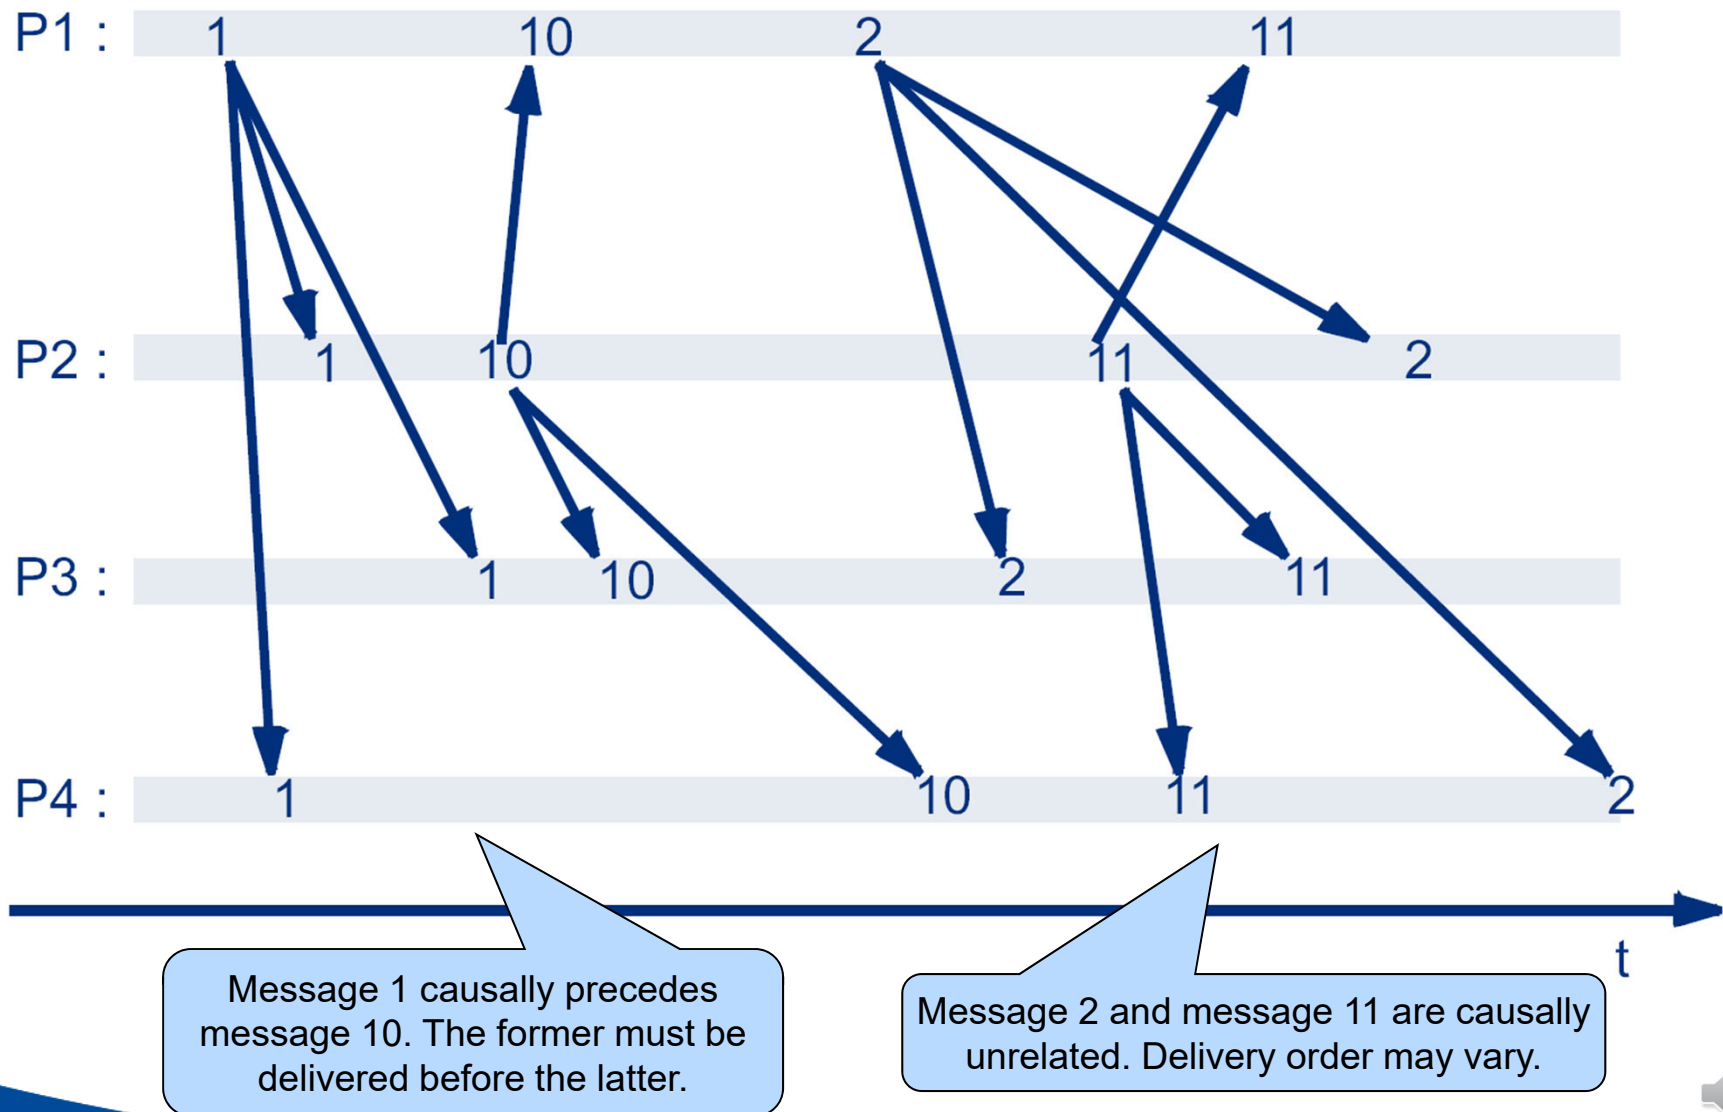 P1 : 1 10 2 11
P2 : 1 10 11 2
P3 : 1 10 2 11
P4 : 1 10 11 2
t
Message 1 causally precedes
message 10. The former must be
delivered before the latter.
Message 2 and message 11 are causally
unrelated. Delivery order may vary.